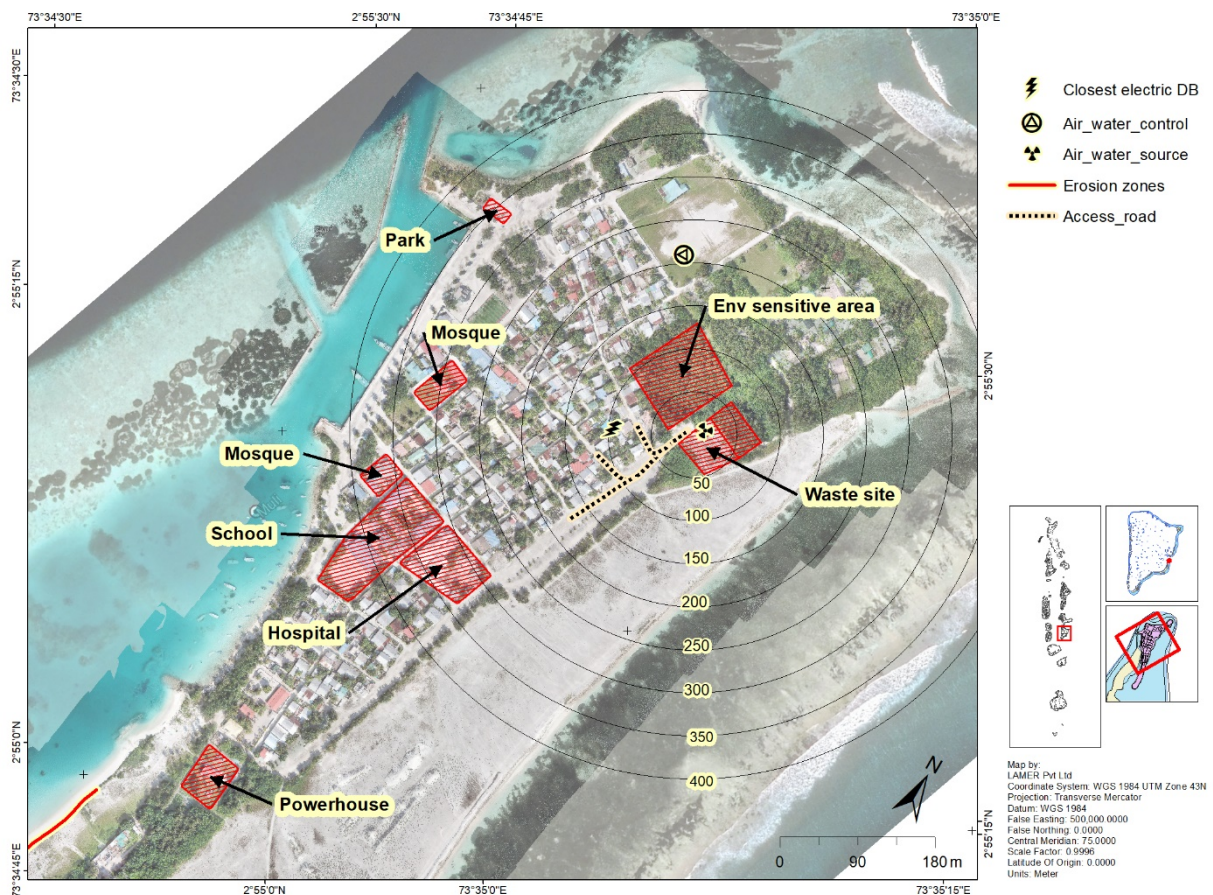 73°34'30"E
2°55'30"N
73°34'45"E
73°35'0"E
73°34'30"E
2°55'15"N
2°55'0"N
73°34'45"E
2°55'0"N
73°35'0"E
73°35'15"E
2°55'30"N
2°55'15"N
Park
Mosque
Env sensitive area
Mosque
School
Hospital
Waste site
Powerhouse
50
100
150
200
250
300
350
400
N
0 90 180 m
Closest electric DB
Air_water_control
Air_water_source
Erosion zones
Access_road
Map by:
LAMER Pvt Ltd
Coordinate System: WGS 1984 UTM Zone 43N
Projection: Transverse Mercator
Datum: WGS 1984
False Easting: 500,000.0000
False Northing: 0.0000
Central Meridian: 75.0000
Scale Factor: 0.9996
Latitude Of Origin: 0.0000
Units: Meter